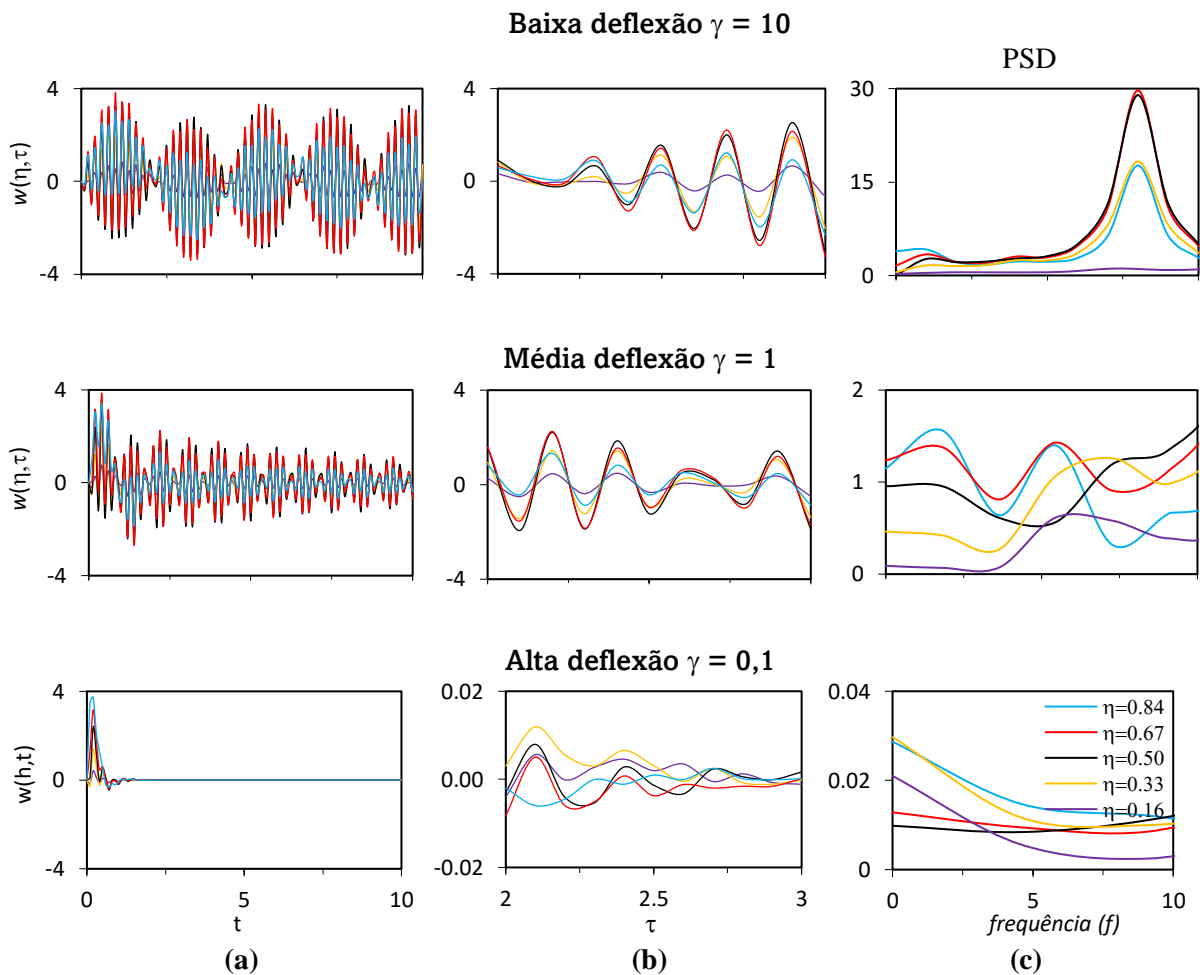 Baixa deflexão γ = 10
PSD
w(η,τ)
4
0
-4
4
0
-4
30
15
0
Média deflexão γ = 1
w(η,τ)
4
0
-4
4
0
-4
2
1
0
Alta deflexão γ = 0,1
w(h,t)
4
0
-4
0 5 10
t
0.02
0.00
-0.02
2 2.5 3
τ
0.04
0.02
0
0 5 10
frequência (f)
η=0.84
η=0.67
η=0.50
η=0.33
η=0.16
(a) (b) (c)